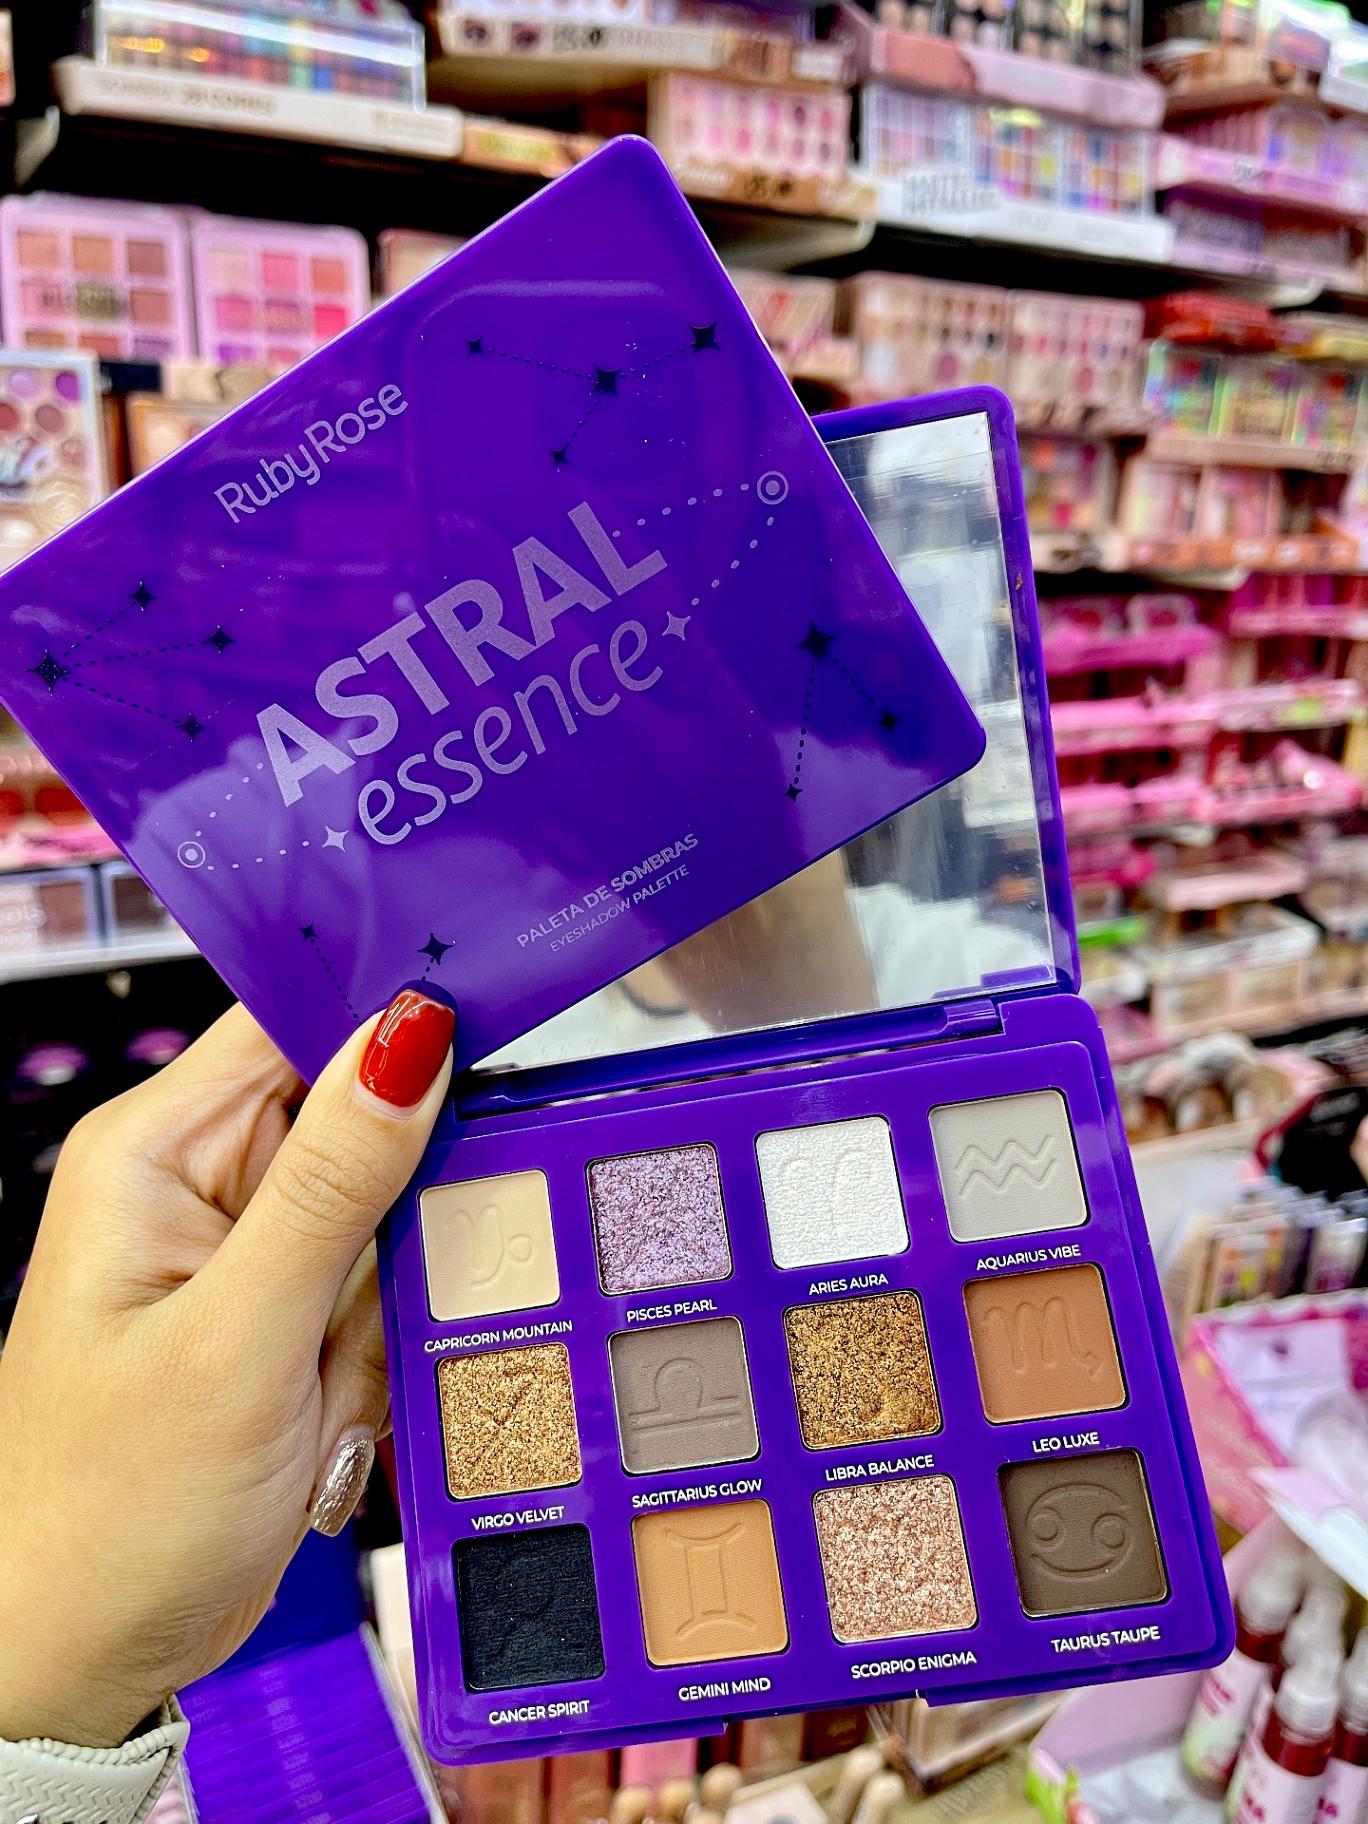 RubyRose
ASTRAL
essence
PALETA DE SOMBRAS
EYESHADOW PALETTE
CAPRICORN MOUNTAIN
PISCES PEARL
ARIES AURA
AQUARIUS VIBE
VIRGO VELVET
SAGITTARIUS GLOW
LIBRA BALANCE
LEO LUXE
CANCER SPIRIT
GEMINI MIND
SCORPIO ENIGMA
TAURUS TAUPE